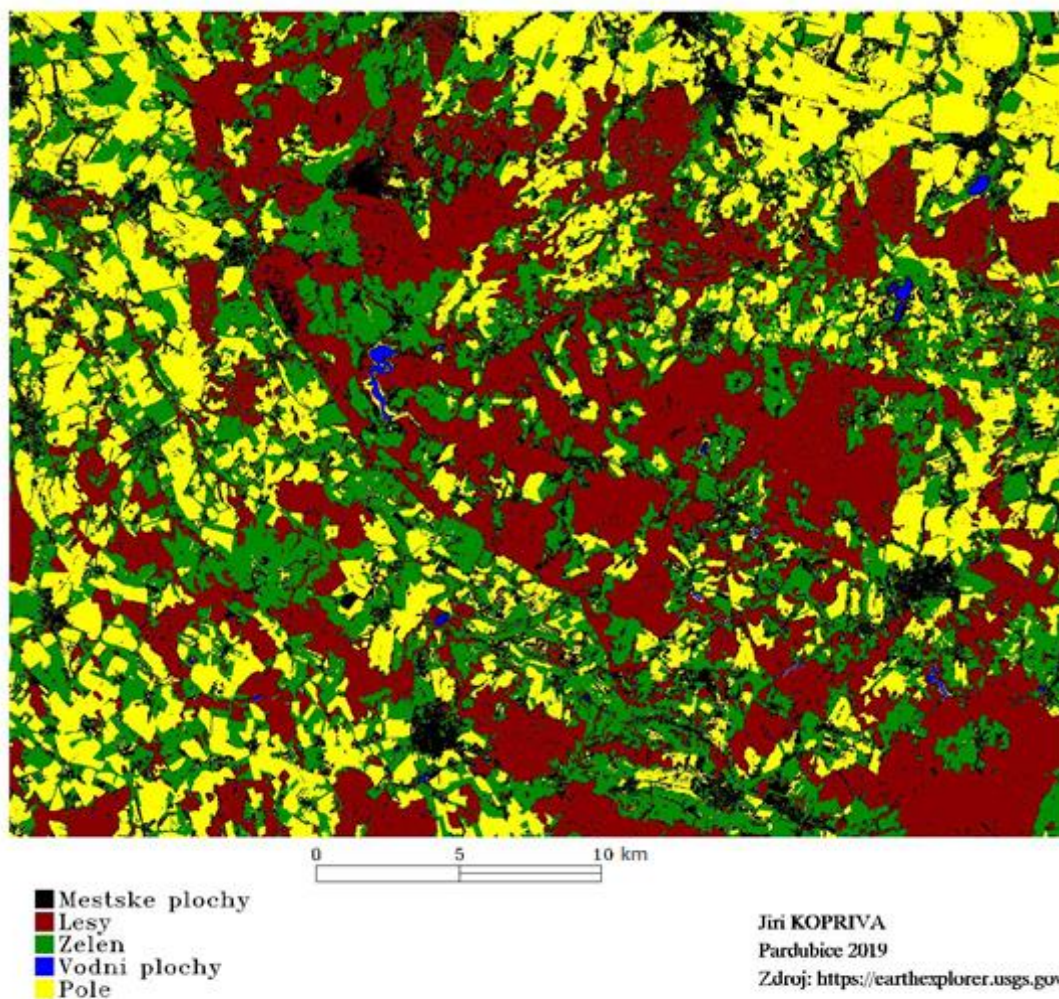 0 5 10 km
Mestske plochy
Lesy
Zelen
Vodni plochy
Pole
Jiri KOPRIVA
Pardubice 2019
Zdroj: https://earthexplorer.usgs.gov